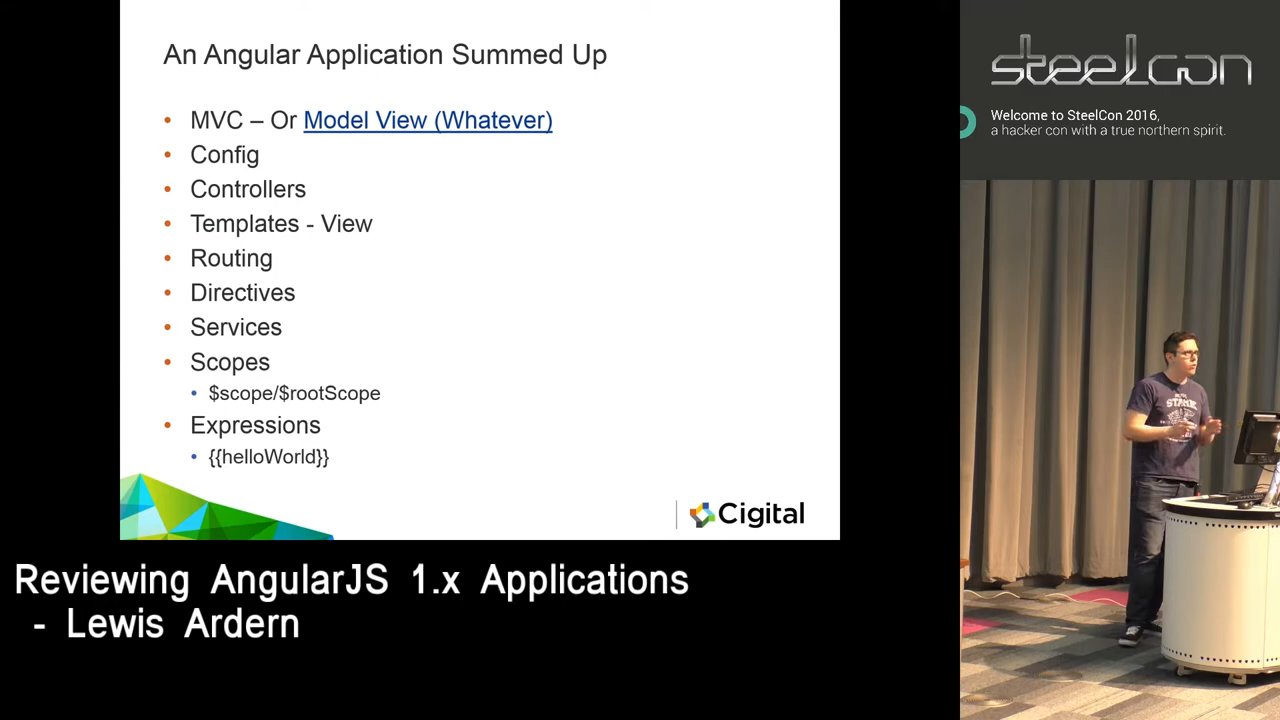 An Angular Application Summed Up
• MVC – Or Model View (Whatever)
• Config
• Controllers
• Templates - View
• Routing
• Directives
• Services
• Scopes
• $scope/$rootScope
• Expressions
• {{helloWorld}}
Cigital
Reviewing AngularJS 1.x Applications
- Lewis Ardern
steelcon
Welcome to SteelCon 2016,
a hacker con with a true northern spirit.